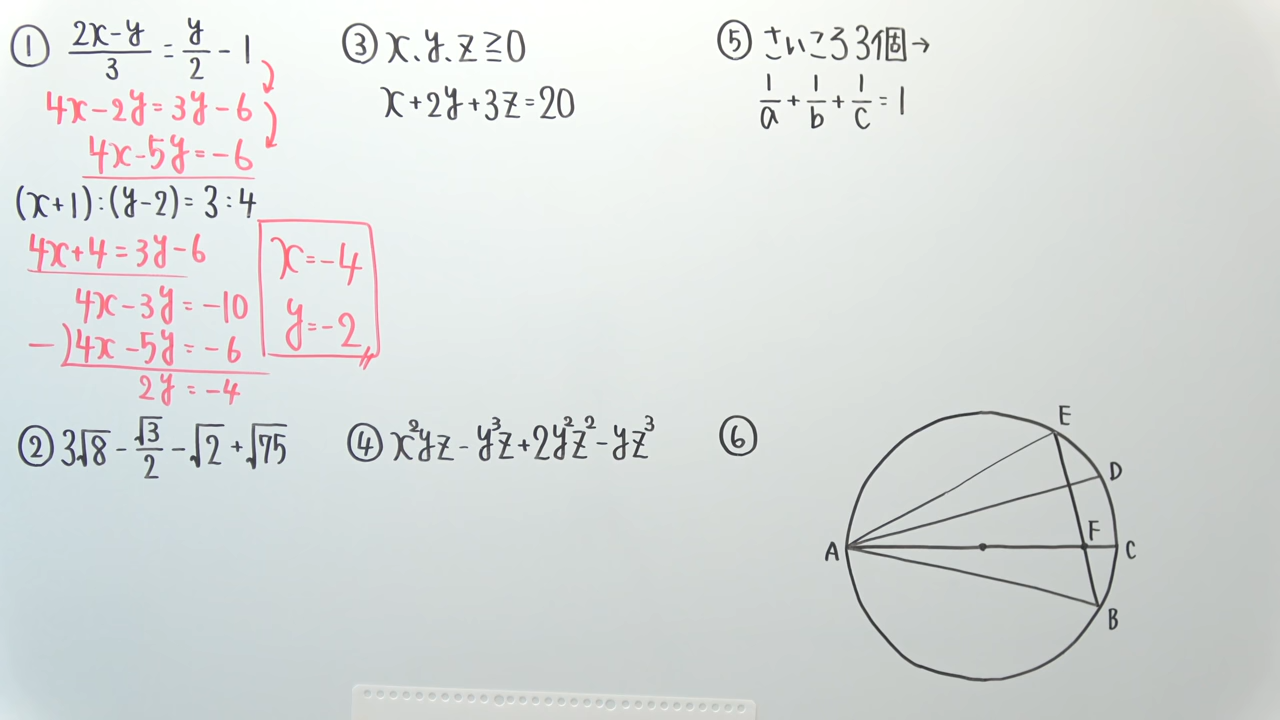 ① (2x-y)/3 = y/2 - 1
4x-2y=3y-6
4x-5y=-6
(x+1):(y-2)=3:4
4x+4=3y-6
4x-3y=-10
-)4x-5y=-6
2y=-4
x=-4
y=-2
② 3√8 - √3/2 - √2 + √75
③ x.y.z≧0
x+2y+3z=20
④ x²yz-y³z+2y²z²-yz³
⑤ さいころ3個→
1/a + 1/b + 1/c = 1
⑥
E
D
F
A
C
B